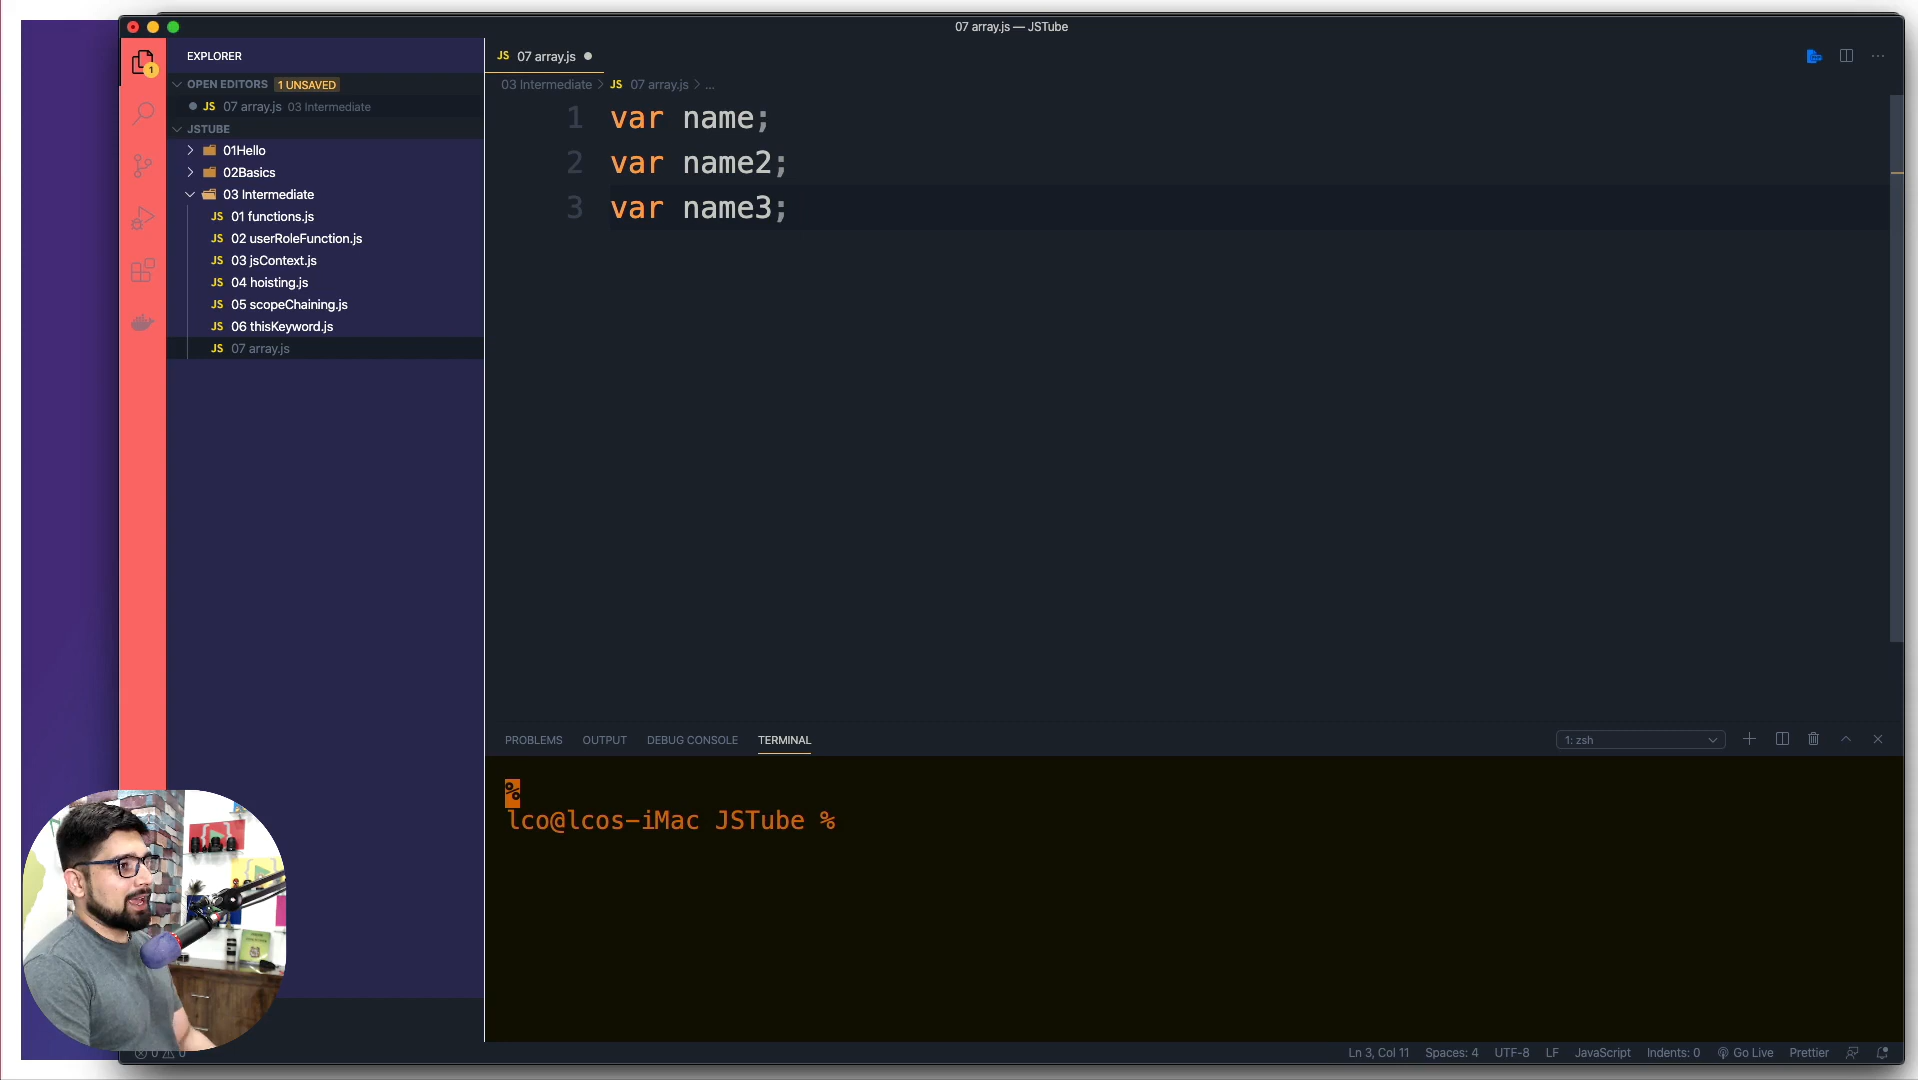 07 array.js — JSTube
EXPLORER
OPEN EDITORS 1 UNSAVED
JS 07 array.js 03 Intermediate
JSTUBE
01Hello
02Basics
03 Intermediate
JS 01 functions.js
JS 02 userRoleFunction.js
JS 03 jsContext.js
JS 04 hoisting.js
JS 05 scopeChaining.js
JS 06 thisKeyword.js
JS 07 array.js
1
JS 07 array.js
03 Intermediate > JS 07 array.js > ...
1 var name;
2 var name2;
3 var name3;
PROBLEMS OUTPUT DEBUG CONSOLE TERMINAL 1: zsh
%
lco@lcos-iMac JSTube %
0 0
Ln 3, Col 11 Spaces: 4 UTF-8 LF JavaScript Indents: 0 Go Live Prettier